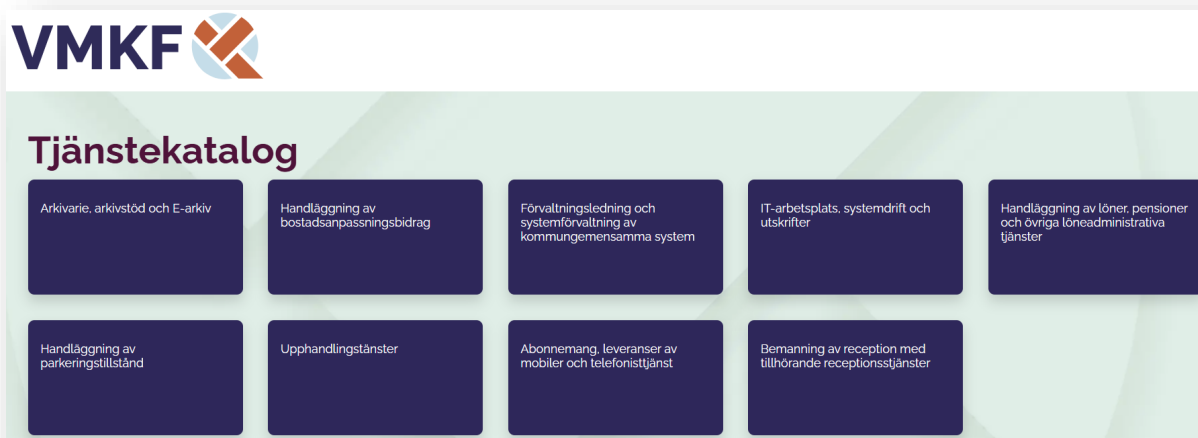 VMKF
Tjänstekatalog
Arkivarie, arkivstöd och E-arkiv
Handläggning av
bostadsanpassningsbidrag
Förvaltningsledning och
systemförvaltning av
kommungemensamma system
IT-arbetsplats, systemdrift och
utskrifter
Handläggning av löner, pensioner
och övriga löneadministrativa
tjänster
Handläggning av
parkeringstillstånd
Upphandlingstänster
Abonnemang, leveranser av
mobiler och telefonisttjänst
Bemanning av reception med
tillhörande receptionsstjänster